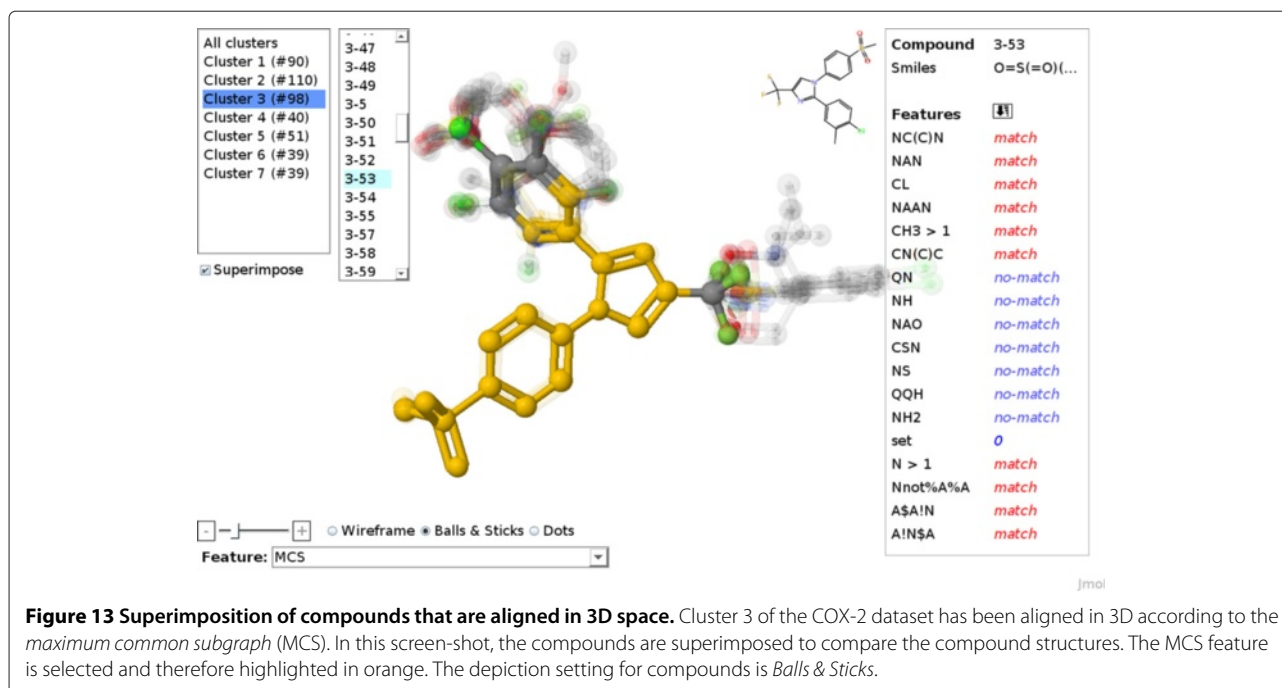 All clusters
Cluster 1 (#90)
Cluster 2 (#110)
Cluster 3 (#98)
Cluster 4 (#40)
Cluster 5 (#51)
Cluster 6 (#39)
Cluster 7 (#39)
Superimpose
3-47
3-48
3-49
3-5
3-50
3-51
3-52
3-53
3-54
3-55
3-57
3-58
3-59
Compound 3-53
Smiles O=S(=O)(...
Features
NC(C)N match
NAN match
CL match
NAAN match
CH3 > 1 match
CN(C)C match
QN no-match
NH no-match
NAO no-match
CSN no-match
NS no-match
QQH no-match
NH2 no-match
set 0
N > 1 match
Nnot%A%A match
A$A!N match
A!N$A match
- + Wireframe Balls & Sticks Dots
Feature: MCS
Jmol
Figure 13 Superimposition of compounds that are aligned in 3D space. Cluster 3 of the COX-2 dataset has been aligned in 3D according to the
maximum common subgraph (MCS). In this screen-shot, the compounds are superimposed to compare the compound structures. The MCS feature
is selected and therefore highlighted in orange. The depiction setting for compounds is Balls & Sticks.